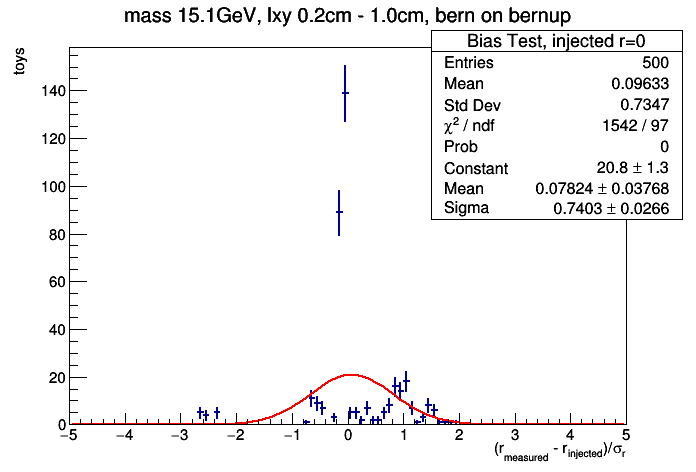 mass 15.1GeV, lxy 0.2cm - 1.0cm, bern on bernup
Bias Test, injected r=0
Entries 500
Mean 0.09633
Std Dev 0.7347
χ² / ndf 1542 / 97
Prob 0
Constant 20.8 ± 1.3
Mean 0.07824 ± 0.03768
Sigma 0.7403 ± 0.0266
toys
140
120
100
80
60
40
20
0
−5 −4 −3 −2 −1 0 1 2 3 4 5
(r_measured - r_injected)/σ_r